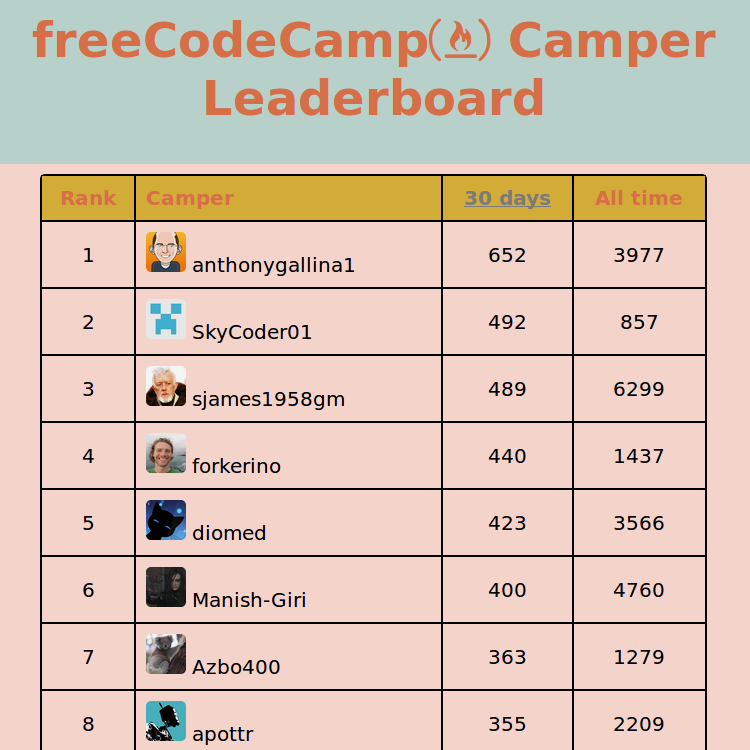 freeCodeCamp Camper
Leaderboard
Rank Camper 30 days All time
1 anthonygallina1 652 3977
2 SkyCoder01 492 857
3 sjames1958gm 489 6299
4 forkerino 440 1437
5 diomed 423 3566
6 Manish-Giri 400 4760
7 Azbo400 363 1279
8 apottr 355 2209